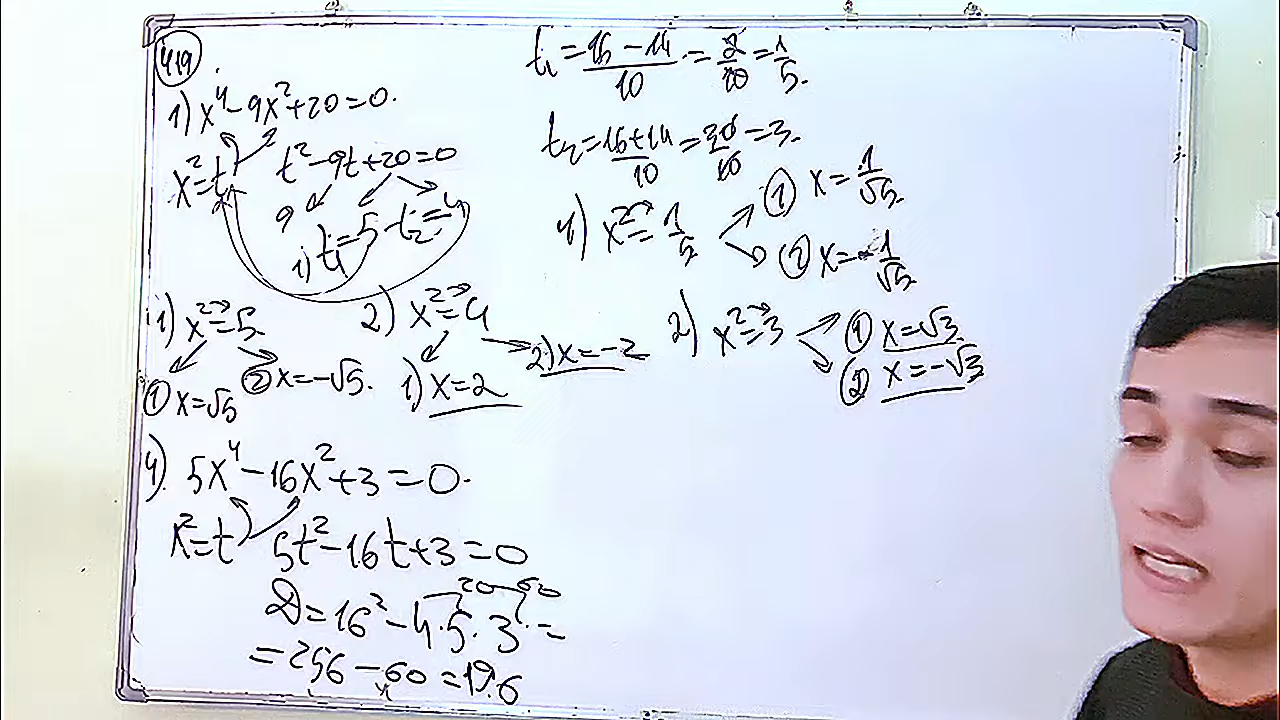 419
1) x⁴ - 9x² + 20 = 0.
x² = t t² - 9t + 20 = 0
9 1) t₁ = 5 t₂ = 4
1) x² = 5 2) x² = 4
① x = √5 ② x = -√5. 1) x = 2 2) x = -2
4) 5x⁴ - 16x² + 3 = 0.
x² = t 5t² - 16t + 3 = 0
20 60
D = 16² - 4·5·3 =
= 256 - 60 = 196
t₁ = 16 - 14 / 10 = 2/10 = 1/5.
t₂ = 16 + 14 / 10 = 30/10 = 3.
1) x² = 1/5 ① x = 1/√5.
② x = -1/√5.
2) x² = 3 ① x = √3
② x = -√3